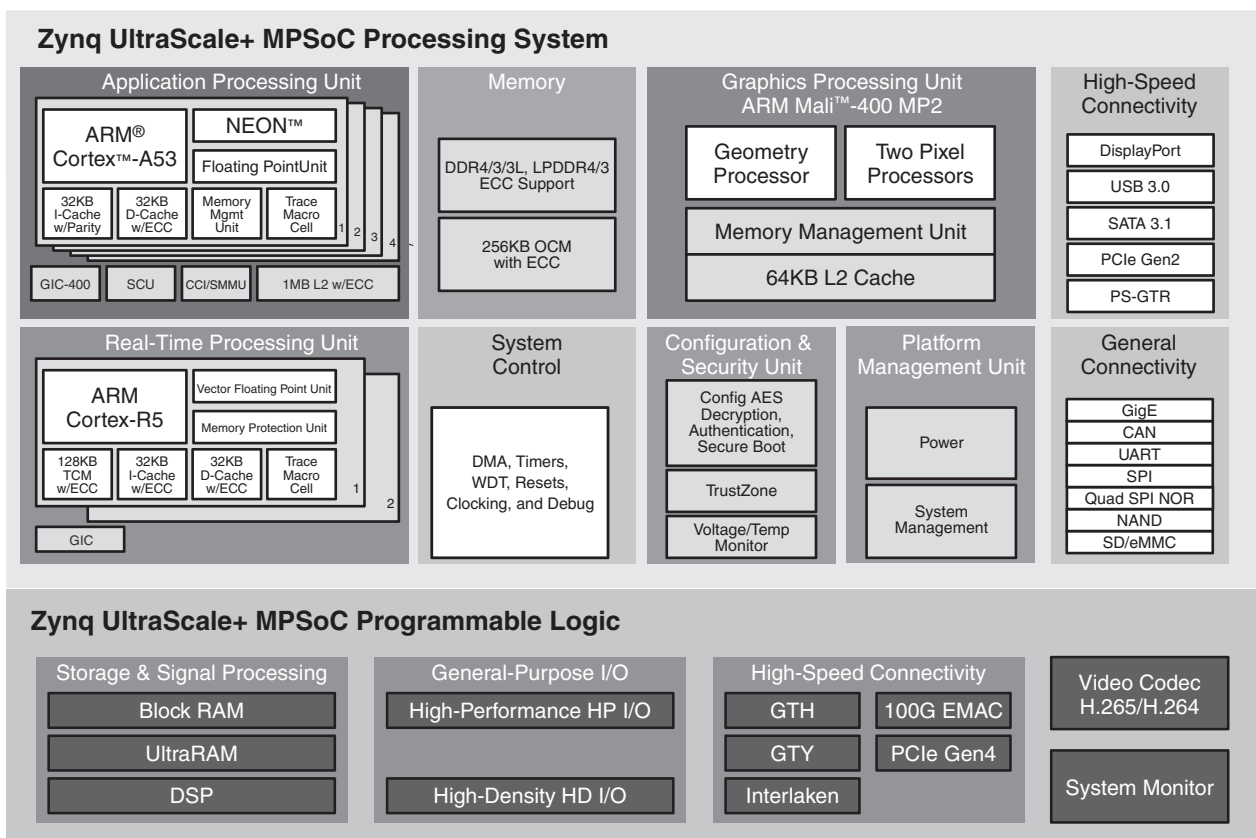 Zynq UltraScale+ MPSoC Processing System
Application Processing Unit
ARM®
Cortex™-A53
NEON™
Floating PointUnit
32KB
I-Cache
w/Parity
32KB
D-Cache
w/ECC
Memory
Mgmt
Unit
Trace
Macro
Cell
1
2
3
4
GIC-400
SCU
CCI/SMMU
1MB L2 w/ECC
Memory
DDR4/3/3L, LPDDR4/3
ECC Support
256KB OCM
with ECC
Graphics Processing Unit
ARM Mali™-400 MP2
Geometry
Processor
Two Pixel
Processors
Memory Management Unit
64KB L2 Cache
High-Speed
Connectivity
DisplayPort
USB 3.0
SATA 3.1
PCIe Gen2
PS-GTR
Real-Time Processing Unit
ARM
Cortex-R5
Vector Floating Point Unit
Memory Protection Unit
128KB
TCM
w/ECC
32KB
I-Cache
w/ECC
32KB
D-Cache
w/ECC
Trace
Macro
Cell
1
2
GIC
System
Control
DMA, Timers,
WDT, Resets,
Clocking, and Debug
Configuration &
Security Unit
Config AES
Decryption,
Authentication,
Secure Boot
TrustZone
Voltage/Temp
Monitor
Platform
Management Unit
Power
System
Management
General
Connectivity
GigE
CAN
UART
SPI
Quad SPI NOR
NAND
SD/eMMC
Zynq UltraScale+ MPSoC Programmable Logic
Storage & Signal Processing
Block RAM
UltraRAM
DSP
General-Purpose I/O
High-Performance HP I/O
High-Density HD I/O
High-Speed Connectivity
GTH
100G EMAC
GTY
PCIe Gen4
Interlaken
Video Codec
H.265/H.264
System Monitor